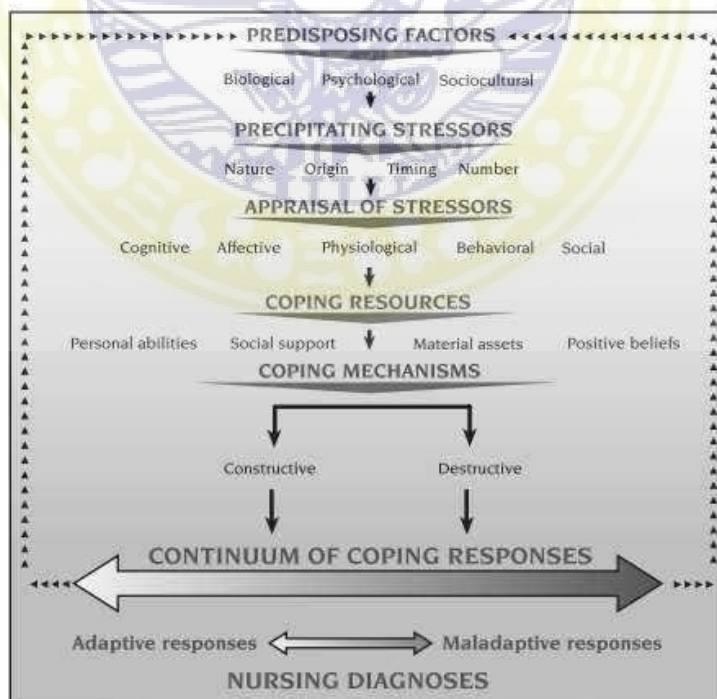 PREDISPOSING FACTORS
Biological Psychological Sociocultural
PRECIPITATING STRESSORS
Nature Origin Timing Number
APPRAISAL OF STRESSORS
Cognitive Affective Physiological Behavioral Social
COPING RESOURCES
Personal abilities Social support Material assets Positive beliefs
COPING MECHANISMS
Constructive Destructive
CONTINUUM OF COPING RESPONSES
Adaptive responses Maladaptive responses
NURSING DIAGNOSES